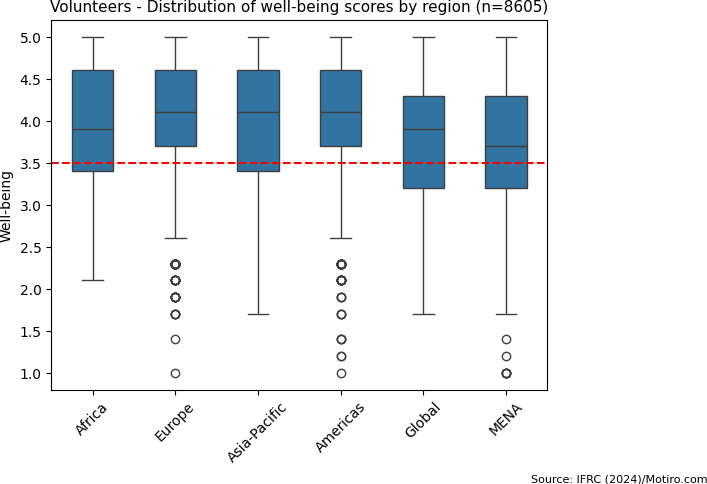 Volunteers - Distribution of well-being scores by region (n=8605)
Well-being
5.0
4.5
4.0
3.5
3.0
2.5
2.0
1.5
1.0
Africa
Europe
Asia-Pacific
Americas
Global
MENA
Source: IFRC (2024)/Motiro.com